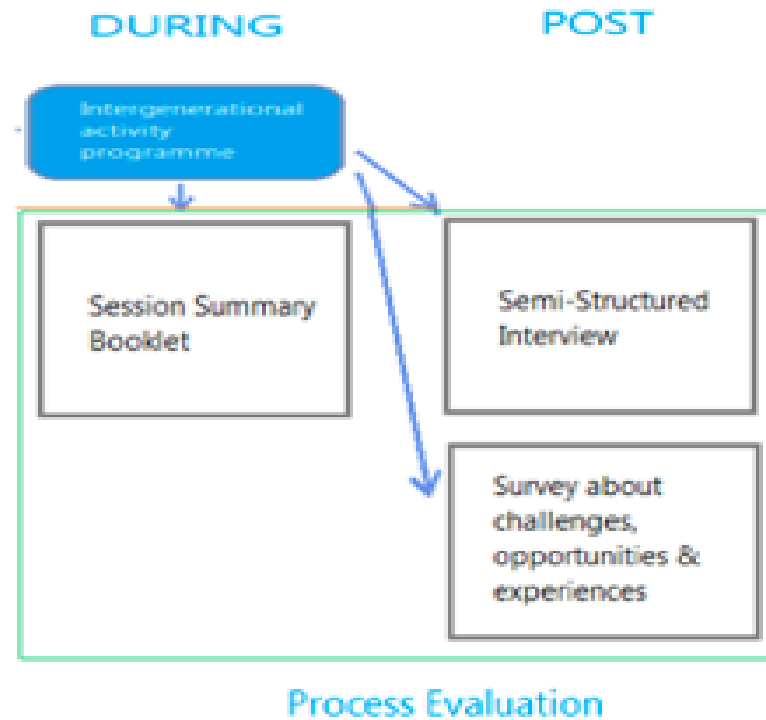 DURING
POST
Intergenerational
activity
programme
Session Summary
Booklet
Semi-Structured
Interview
Survey about
challenges,
opportunities &
experiences
Process Evaluation